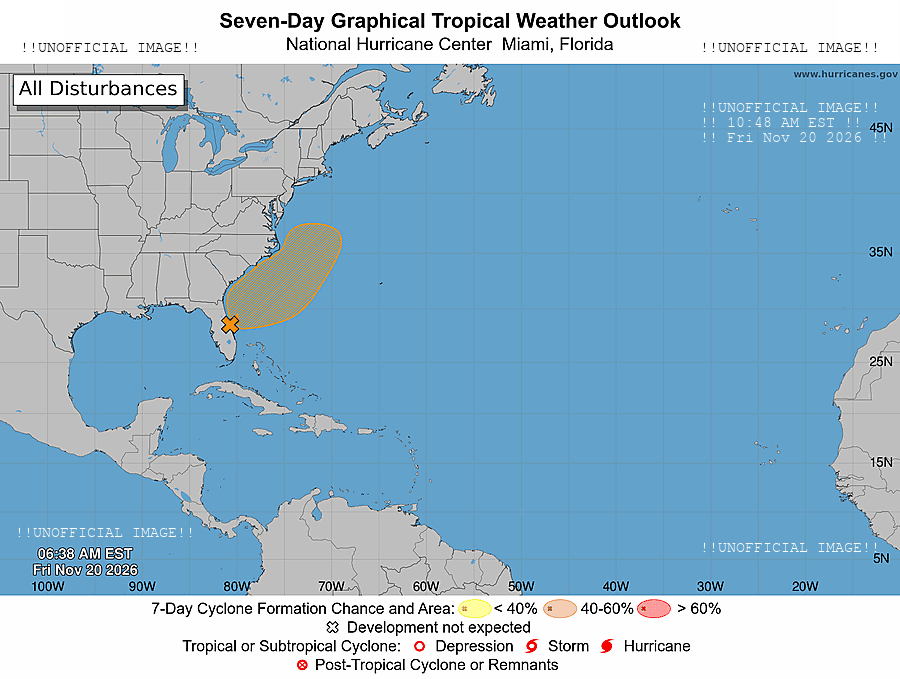 Seven-Day Graphical Tropical Weather Outlook
National Hurricane Center Miami, Florida
!!UNOFFICIAL IMAGE!!
!!UNOFFICIAL IMAGE!!
www.hurricanes.gov
All Disturbances
!!UNOFFICIAL IMAGE!!
!! 10:48 AM EST !!
!! Fri Nov 20 2026 !!
45N
35N
25N
15N
5N
!!UNOFFICIAL IMAGE!!
!!UNOFFICIAL IMAGE!!
06:38 AM EST
Fri Nov 20 2026
100W 90W 80W 70W 60W 50W 40W 30W 20W
7-Day Cyclone Formation Chance and Area: < 40% 40-60% > 60%
Development not expected
Tropical or Subtropical Cyclone: Depression Storm Hurricane
Post-Tropical Cyclone or Remnants